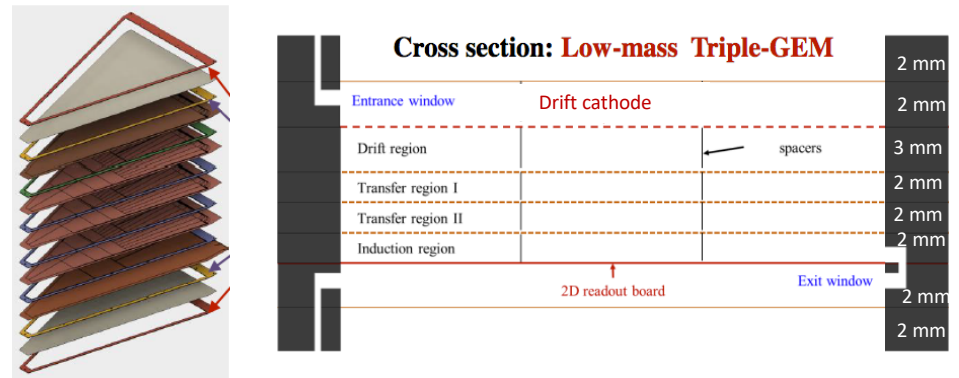 Cross section: Low-mass Triple-GEM
2 mm
Entrance window
Drift cathode
2 mm
Drift region
spacers
3 mm
Transfer region I
2 mm
Transfer region II
2 mm
Induction region
2 mm
2D readout board
Exit window
2 mm
2 mm